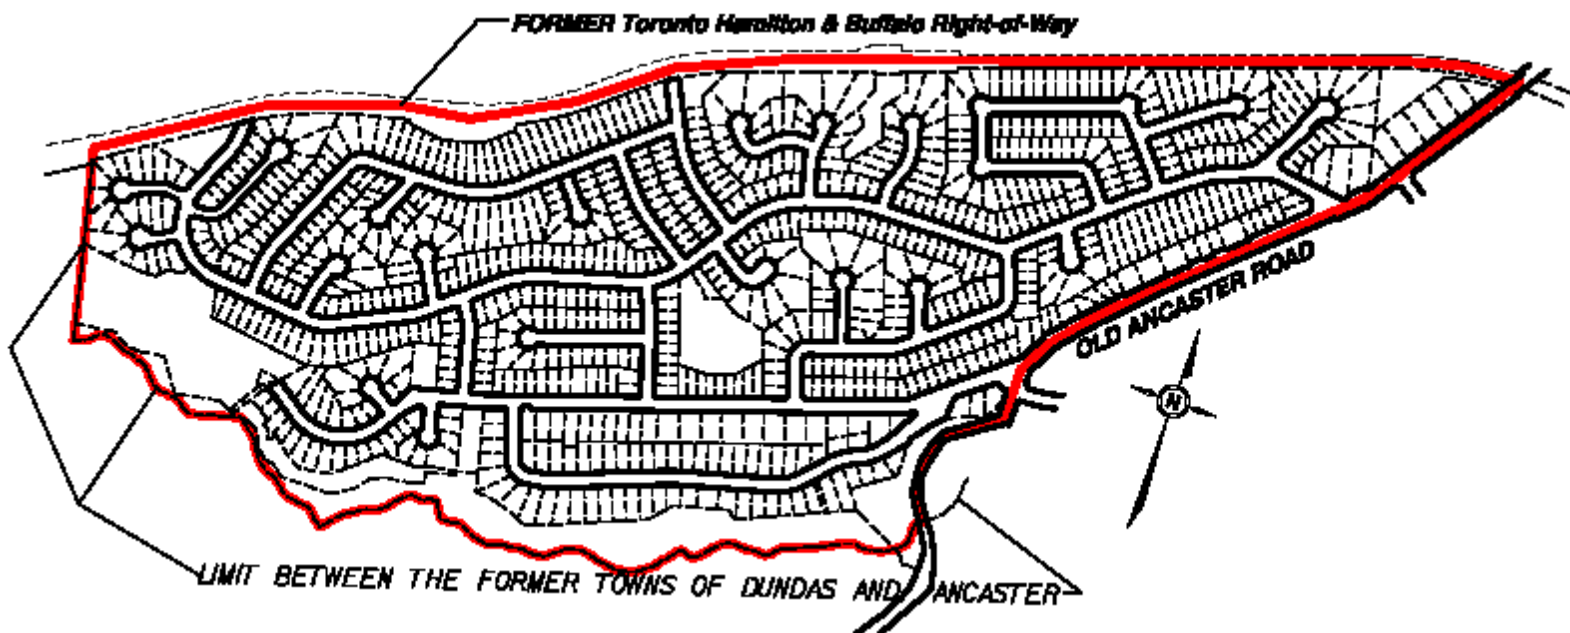 FORMER Toronto Hamilton & Buffalo Right-of-Way
OLD ANCASTER ROAD
N
LIMIT BETWEEN THE FORMER TOWNS OF DUNDAS AND ANCASTER